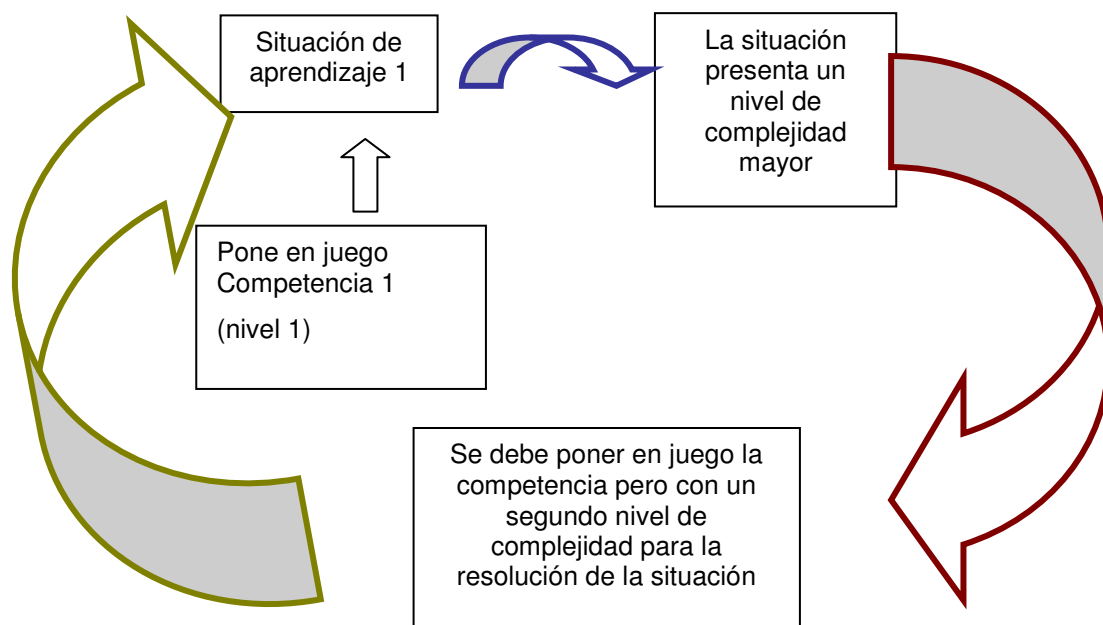 Situación de
aprendizaje 1
La situación
presenta un
nivel de
complejidad
mayor
Pone en juego
Competencia 1
(nivel 1)
Se debe poner en juego la
competencia pero con un
segundo nivel de
complejidad para la
resolución de la situación